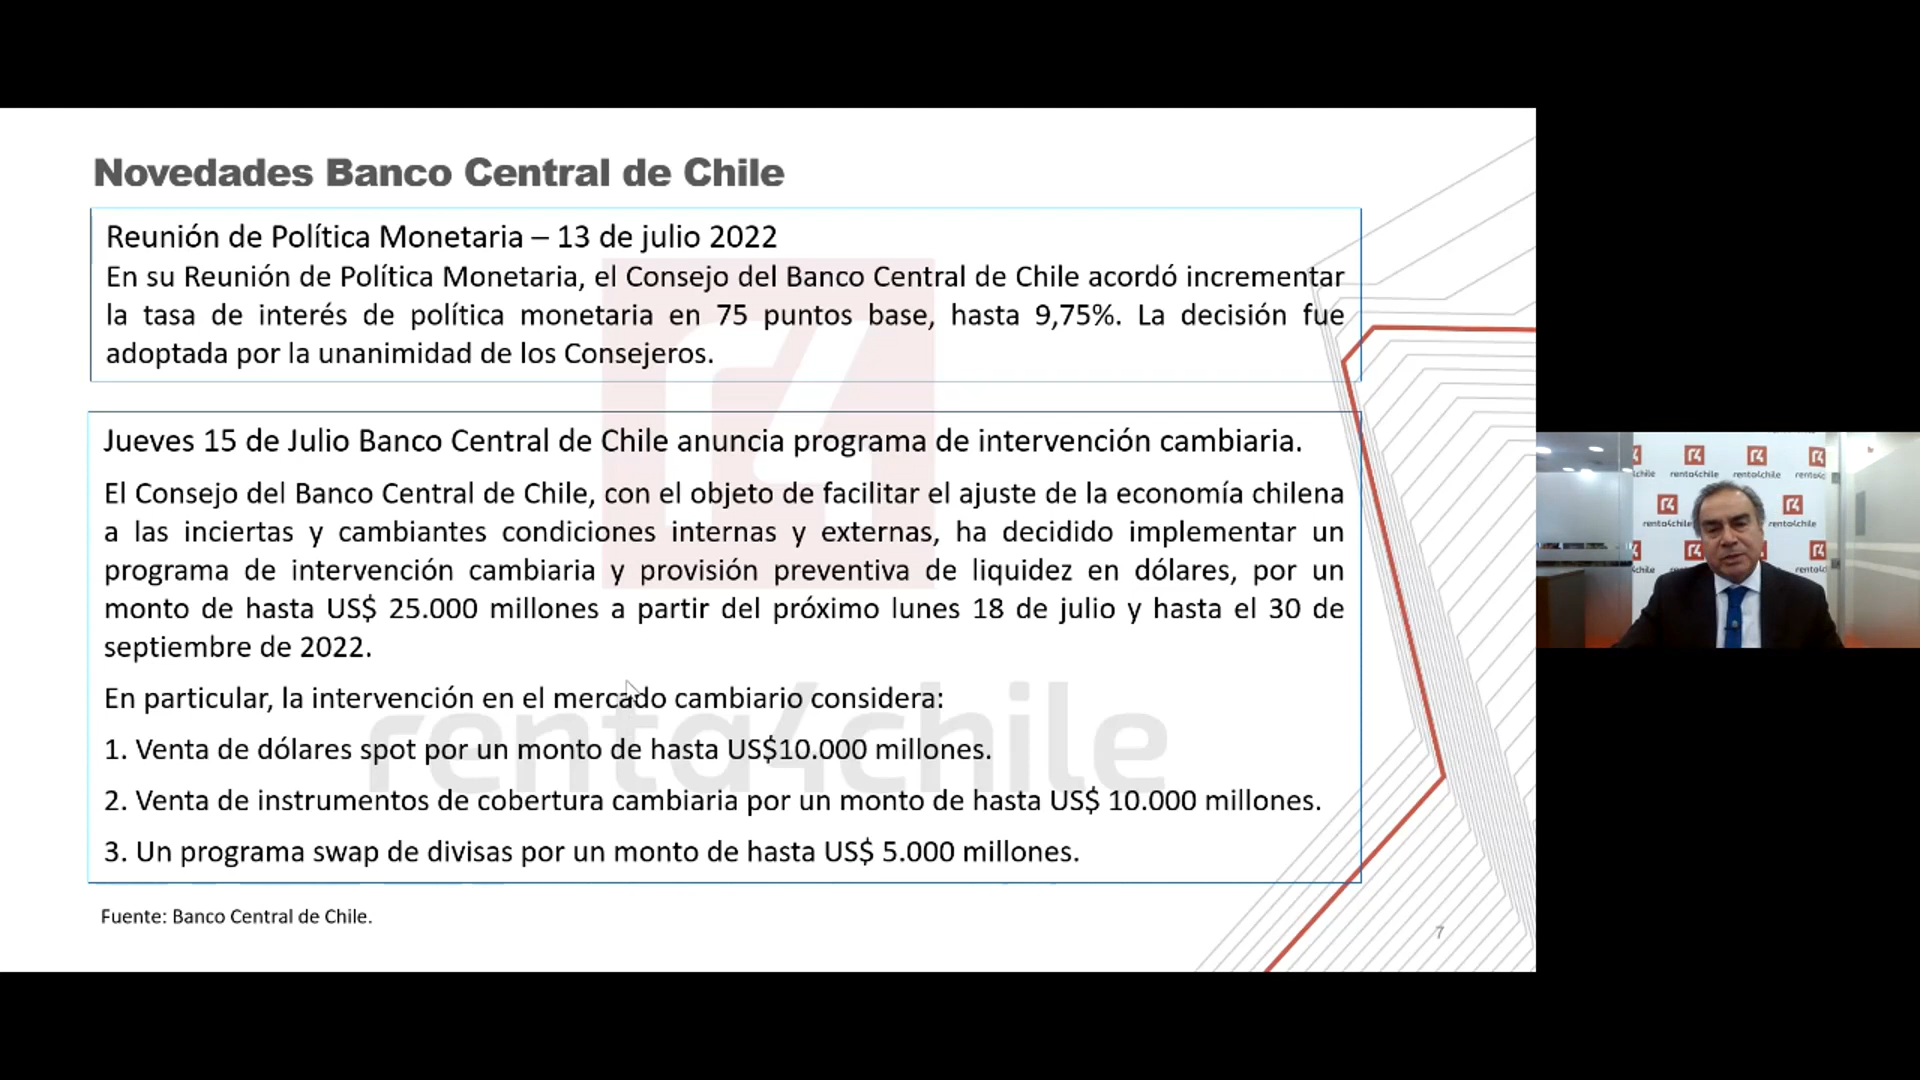 Novedades Banco Central de Chile
Reunión de Política Monetaria – 13 de julio 2022
En su Reunión de Política Monetaria, el Consejo del Banco Central de Chile acordó incrementar
la tasa de interés de política monetaria en 75 puntos base, hasta 9,75%. La decisión fue
adoptada por la unanimidad de los Consejeros.
Jueves 15 de Julio Banco Central de Chile anuncia programa de intervención cambiaria.
El Consejo del Banco Central de Chile, con el objeto de facilitar el ajuste de la economía chilena
a las inciertas y cambiantes condiciones internas y externas, ha decidido implementar un
programa de intervención cambiaria y provisión preventiva de liquidez en dólares, por un
monto de hasta US$ 25.000 millones a partir del próximo lunes 18 de julio y hasta el 30 de
septiembre de 2022.
En particular, la intervención en el mercado cambiario considera:
1. Venta de dólares spot por un monto de hasta US$10.000 millones.
2. Venta de instrumentos de cobertura cambiaria por un monto de hasta US$ 10.000 millones.
3. Un programa swap de divisas por un monto de hasta US$ 5.000 millones.
Fuente: Banco Central de Chile.
7
r4
renta4chile
renta4chile
renta4chile
renta4chile
renta4chile